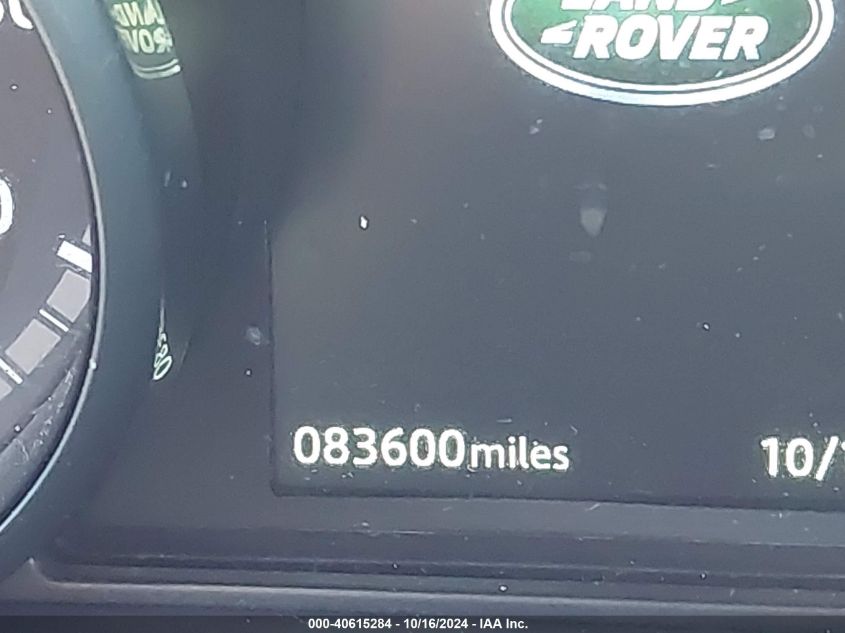 LAND
ROVER
083600miles
10/1
000-40615284 - 10/16/2024 - IAA Inc.